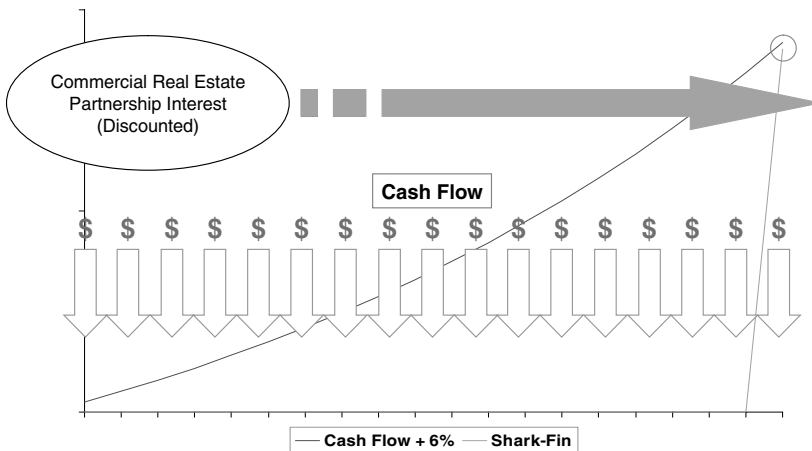 Commercial Real Estate
Partnership Interest
(Discounted)
Cash Flow
$ $ $ $ $ $ $ $ $ $ $ $ $ $ $ $ $
Cash Flow + 6% Shark-Fin